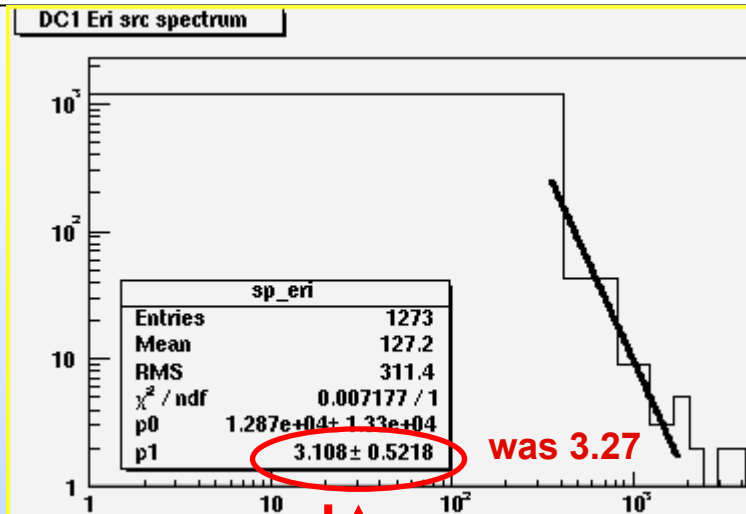 DC1 Eri src spectrum
10³
10²
10
1
sp_eri
Entries 1273
Mean 127.2
RMS 311.4
χ² / ndf 0.007177 / 1
p0 1.287e+04± 1.33e+04
p1 3.108± 0.5218
was 3.27
1 10 10² 10³